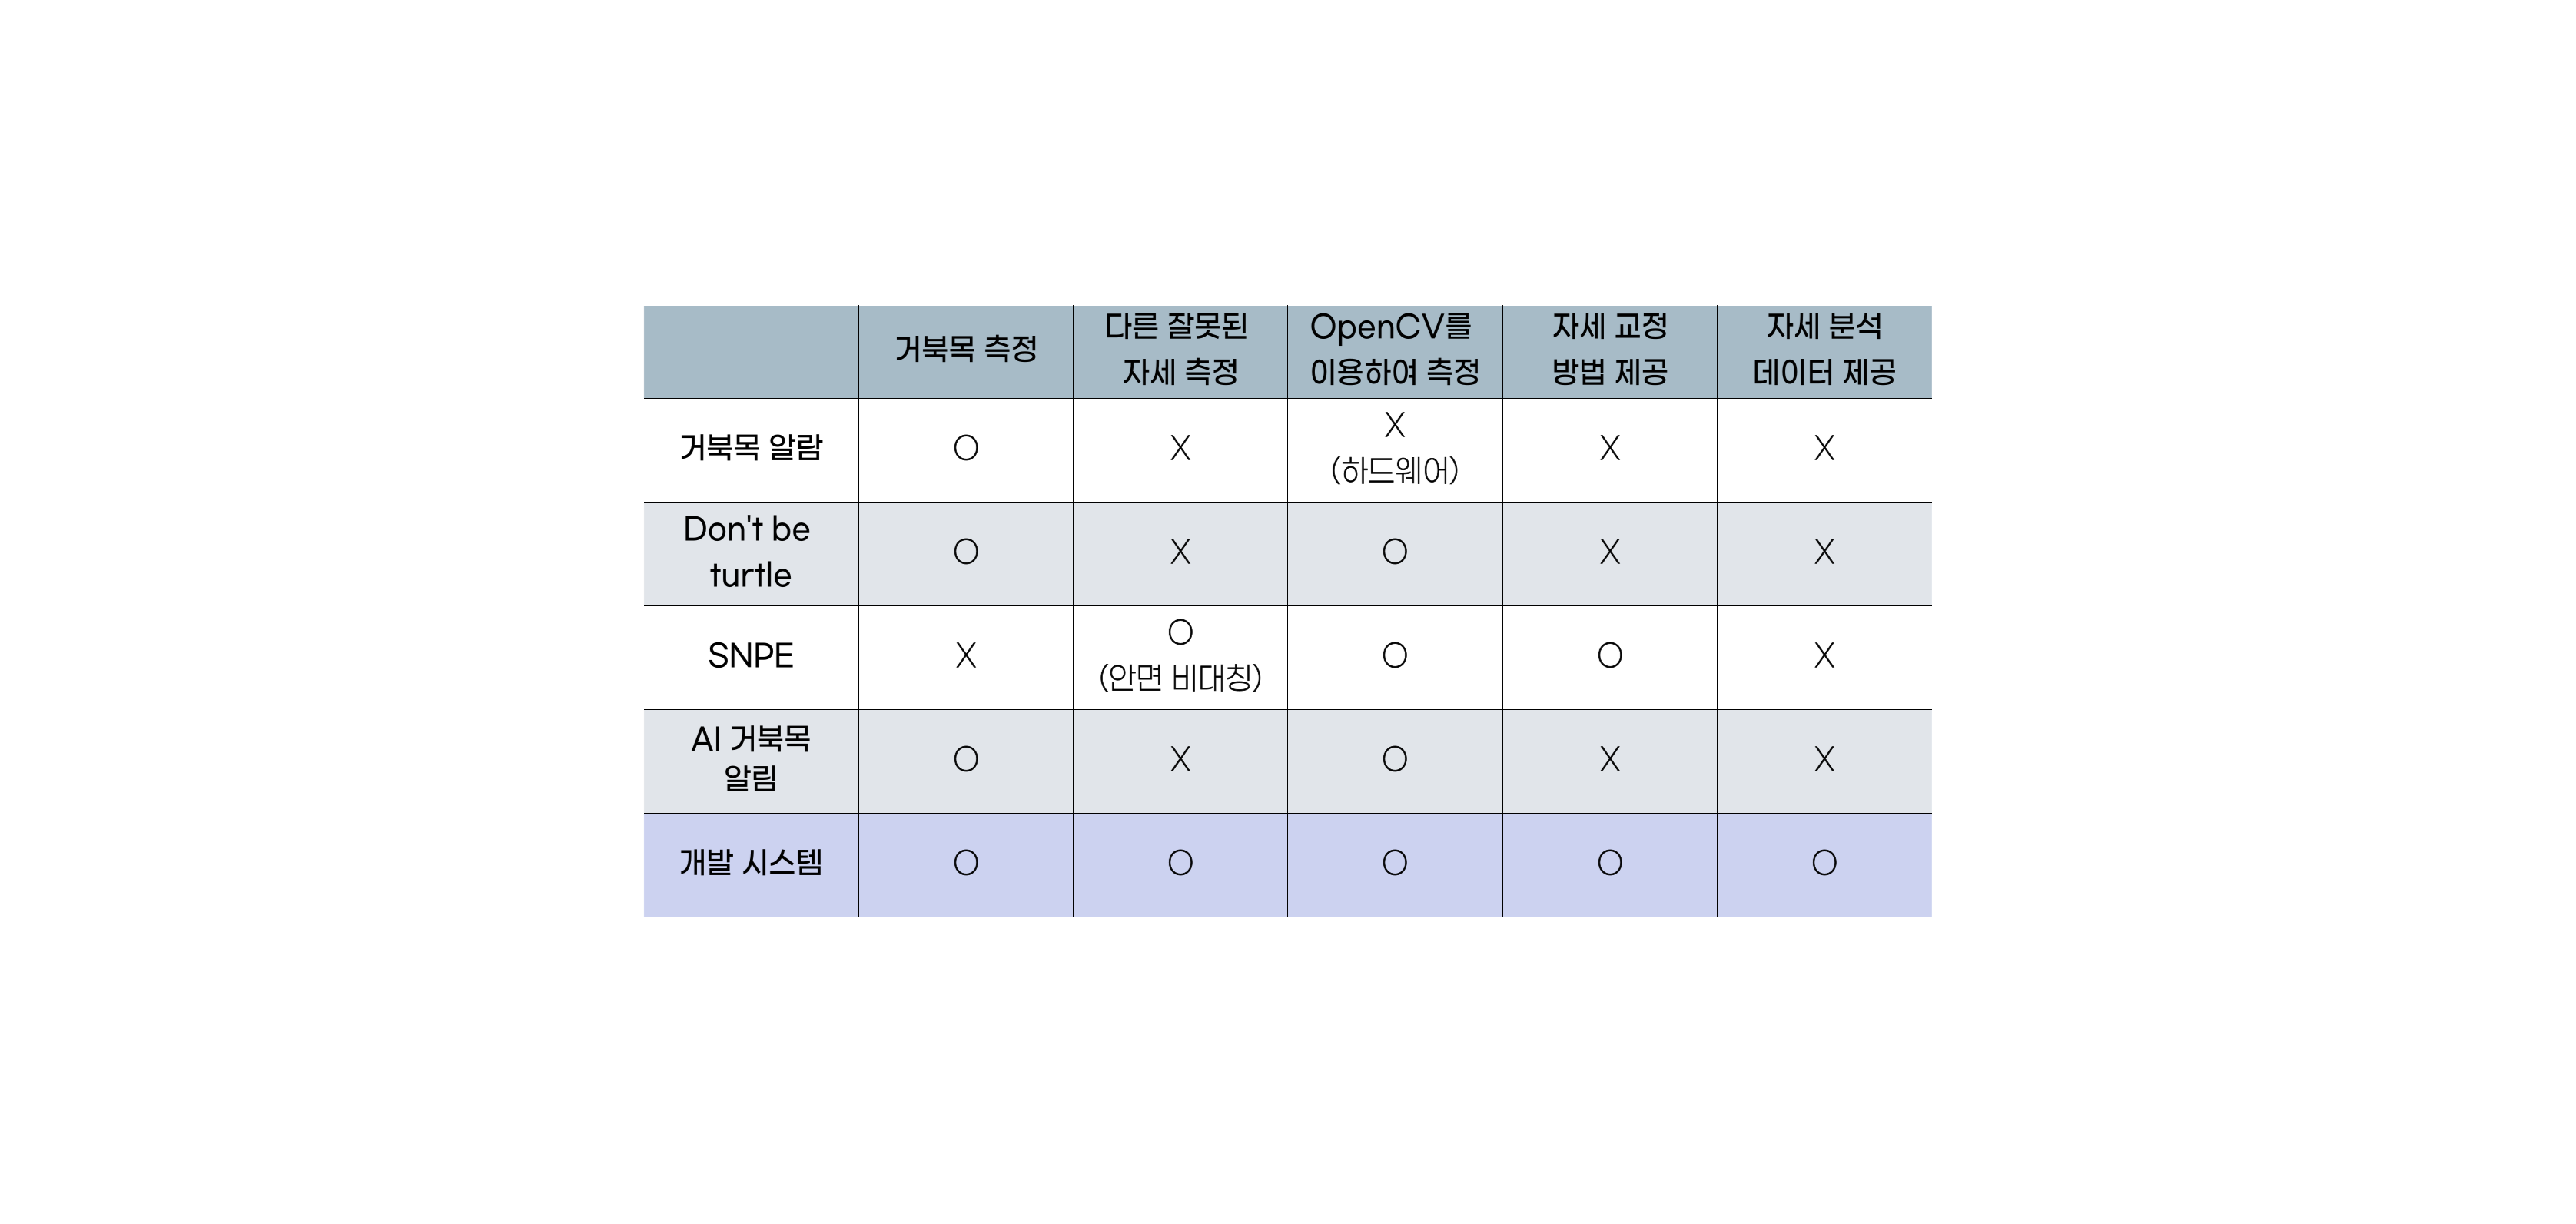 거북목 측정
다른 잘못된
자세 측정
OpenCV를
이용하여 측정
자세 교정
방법 제공
자세 분석
데이터 제공
거북목 알람
O
X
X
(하드웨어)
X
X
Don't be
turtle
O
X
O
X
X
SNPE
X
O
(안면 비대칭)
O
O
X
AI 거북목
알림
O
X
O
X
X
개발 시스템
O
O
O
O
O